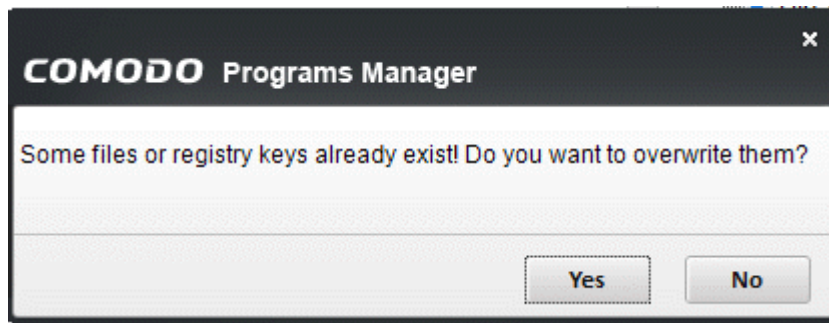 COMODO Programs Manager
Some files or registry keys already exist! Do you want to overwrite them?
Yes No